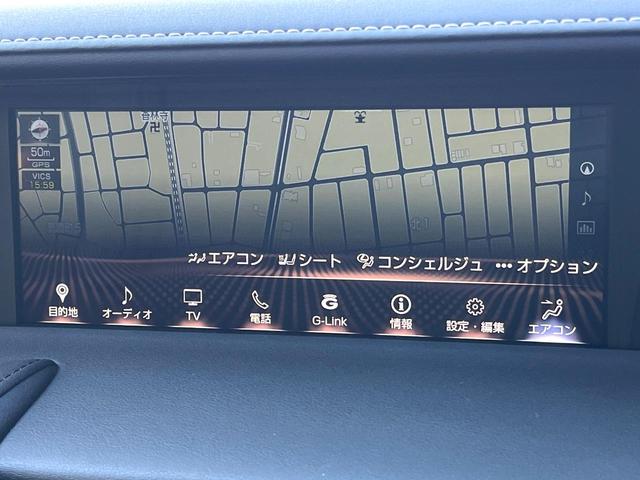 50m
GPS
VICS
15:59
エアコン シート コンシェルジュ ••• オプション
目的地 オーディオ TV 電話 G-Link 情報 設定・編集 エアコン